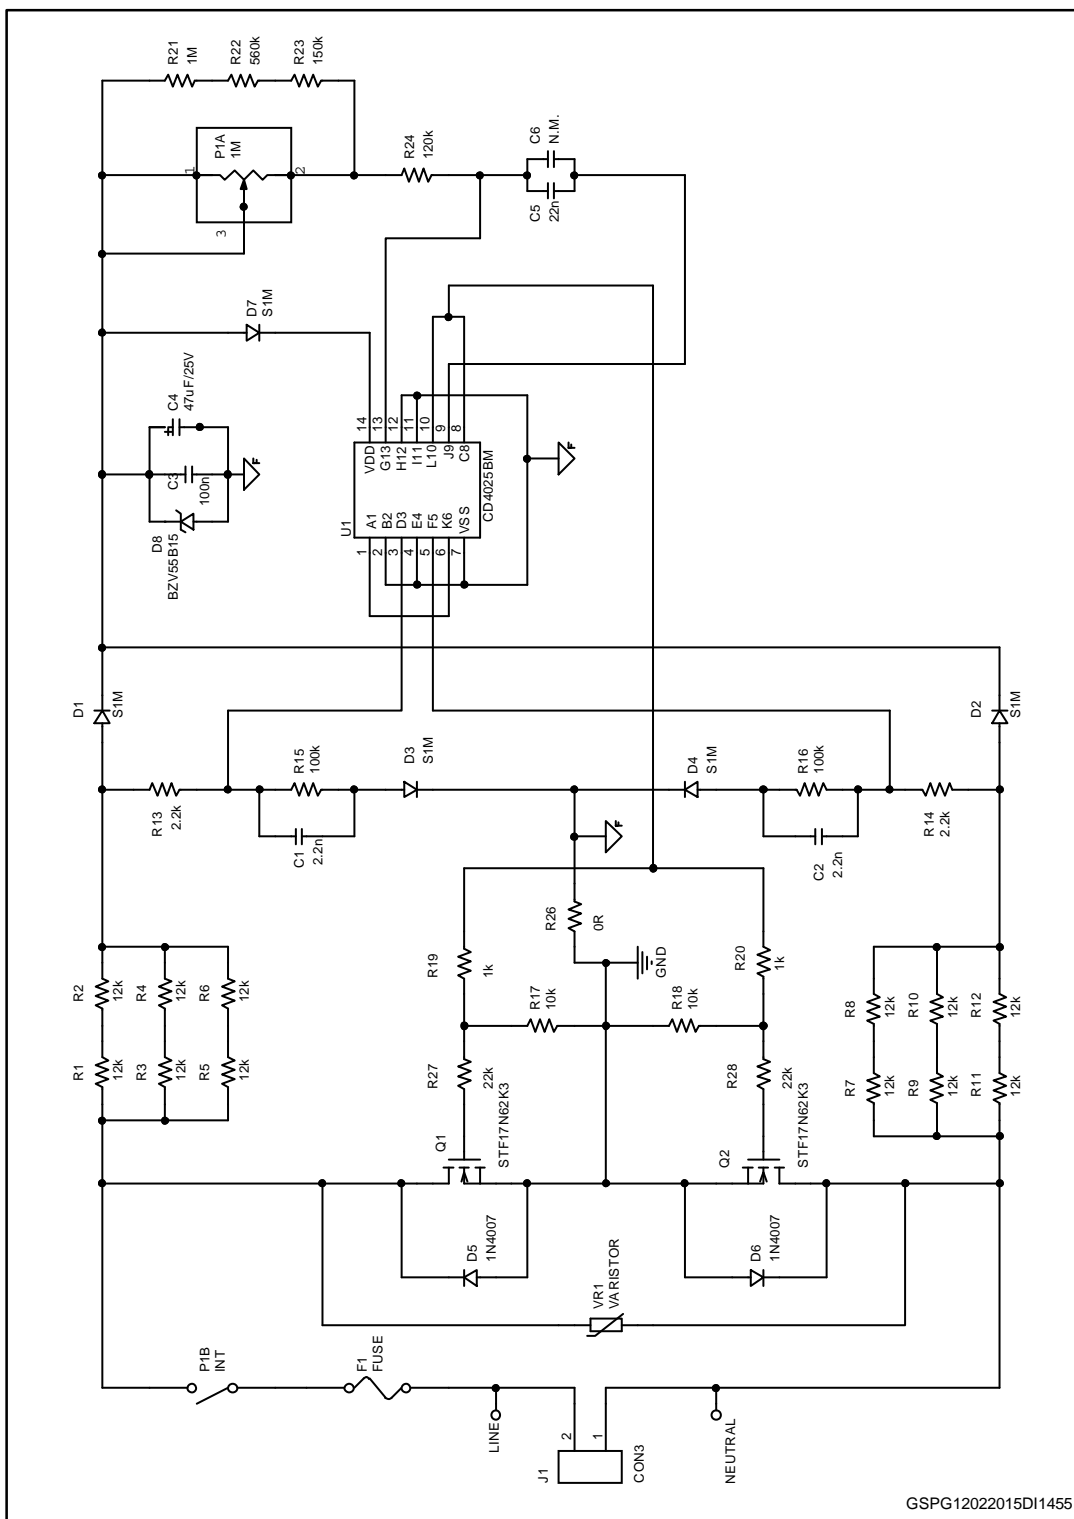 R21
1M
R22
560k
R23
150k
P1A
1M
1
2
3
R24
120k
C6
N.M.
C5
22n
D7
S1M
C4
47uF/25V
C3
100n
D8
BZV55B15
F
U1
14
13
12
11
10
9
8
VDD
G13
H12
I11
L10
J9
C8
CD4025BM
A1
B2
D3
E4
F5
K6
VSS
1
2
3
4
5
6
7
F
D1
S1M
D2
S1M
R13
2.2k
R15
100k
C1
2.2n
D3
S1M
D4
S1M
R16
100k
C2
2.2n
R14
2.2k
F
R26
0R
GND
R19
1k
R20
1k
R17
10k
R18
10k
R27
22k
R28
22k
R2
12k
R4
12k
R6
12k
R1
12k
R3
12k
R5
12k
R8
12k
R10
12k
R12
12k
R7
12k
R9
12k
R11
12k
Q1
STF17N62K3
Q2
STF17N62K3
D5
1N4007
D6
1N4007
VR1
VARISTOR
P1B
INT
F1
FUSE
LINE
NEUTRAL
J1
2
1
CON3
GSPG12022015DI1455